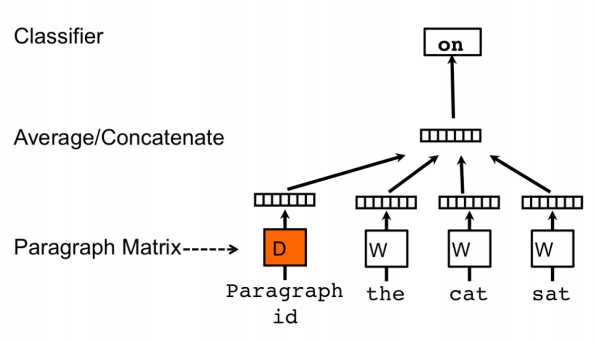 Classifier
on
Average/Concatenate
Paragraph Matrix
D
W
W
W
Paragraph
id
the
cat
sat